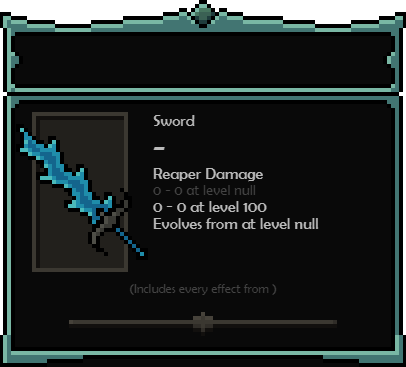 Sword
–
Reaper Damage
0 - 0 at level null
0 - 0 at level 100
Evolves from at level null
(Includes every effect from )